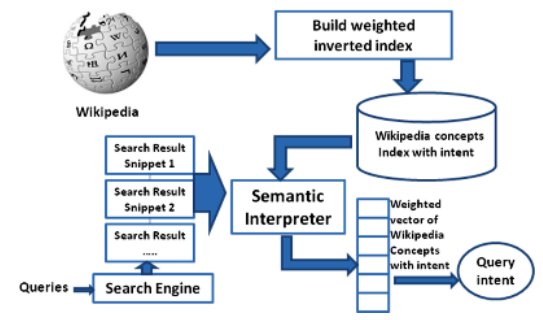 Build weighted
inverted index
Wikipedia
Wikipedia concepts
Index with intent
Search Result
Snippet 1
Search Result
Snippet 2
Search Result
.....
Semantic
Interpreter
Weighted
vector of
Wikipedia
Concepts
with intent
Query
intent
Queries
Search Engine